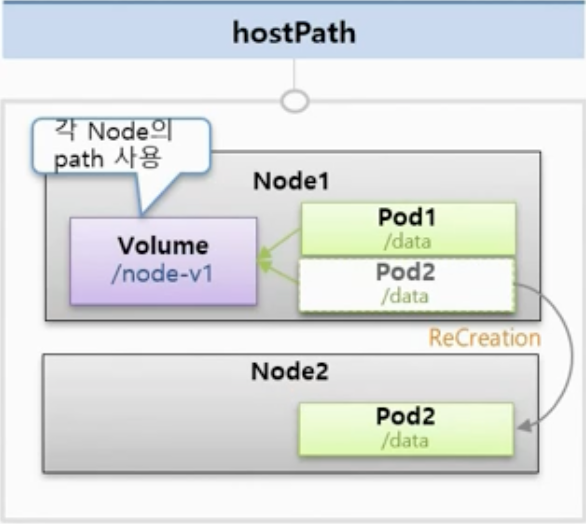 hostPath
각 Node의
path 사용
Node1
Volume
/node-v1
Pod1
/data
Pod2
/data
ReCreation
Node2
Pod2
/data